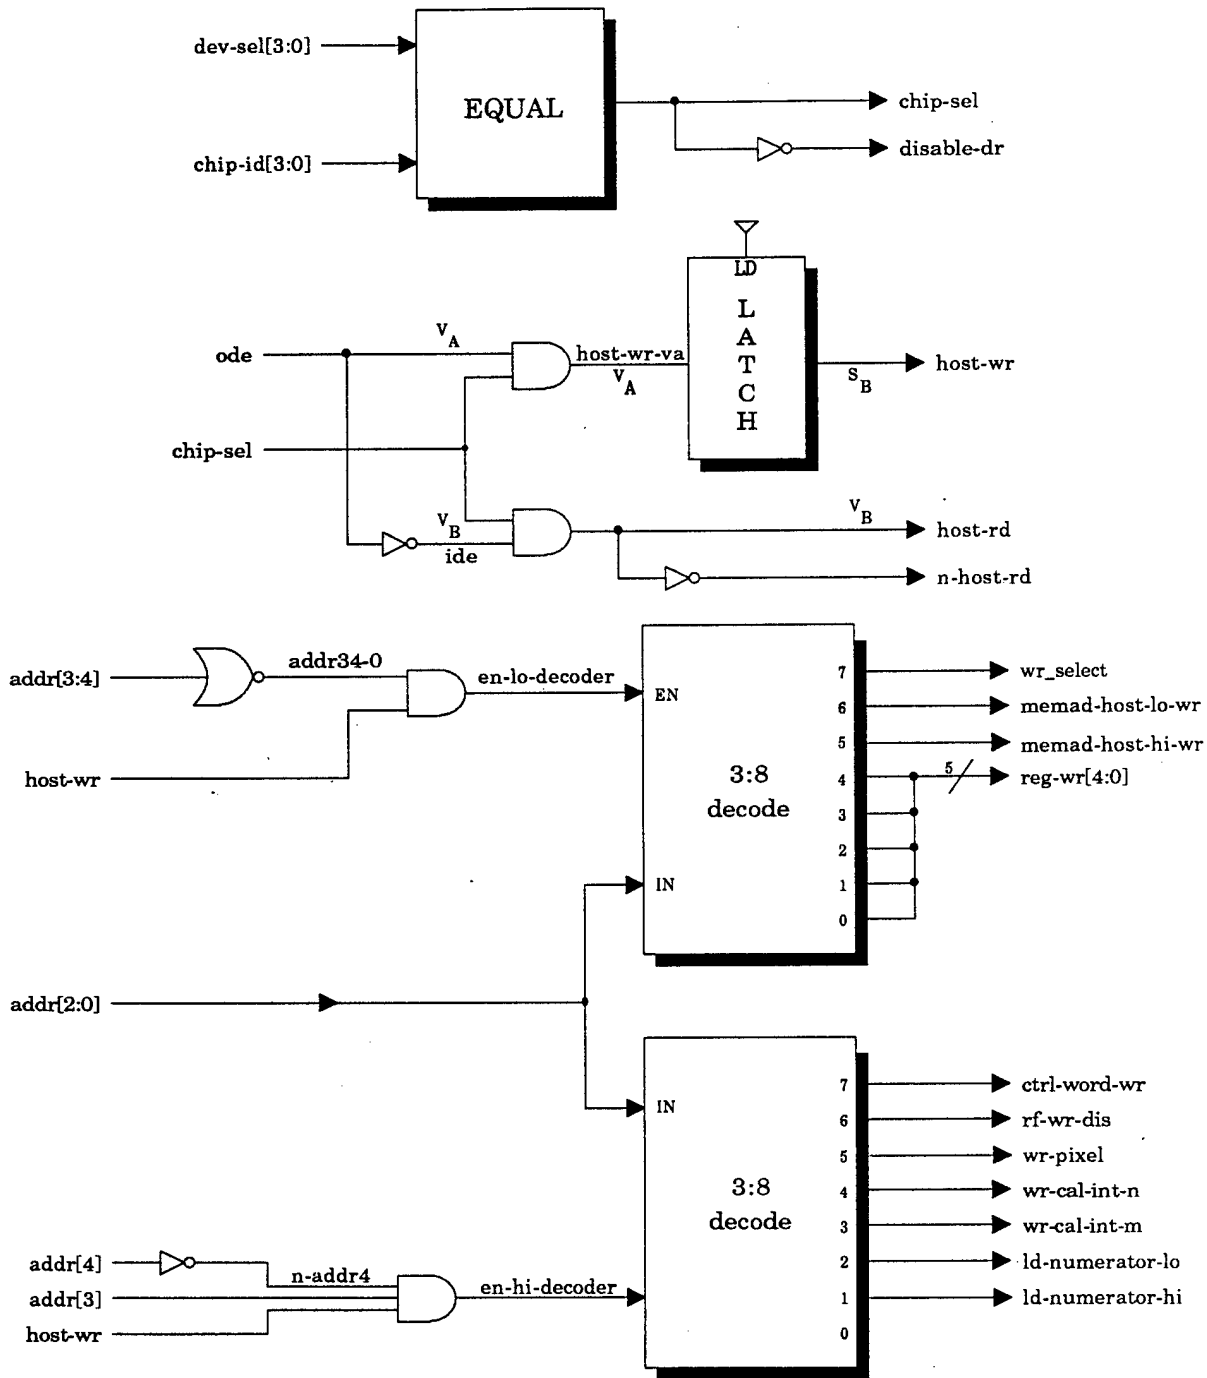 dev-sel[3:0]
EQUAL
chip-sel
disable-dr
chip-id[3:0]
LD
L
A
T
C
H
ode
VA
host-wr-va
VA
SB
host-wr
chip-sel
VB
ide
VB
host-rd
n-host-rd
addr[3:4]
addr34-0
en-lo-decoder
EN
host-wr
3:8
decode
IN
7
wr_select
6
memad-host-lo-wr
5
memad-host-hi-wr
4
5
reg-wr[4:0]
3
2
1
0
addr[2:0]
IN
3:8
decode
7
ctrl-word-wr
6
rf-wr-dis
5
wr-pixel
4
wr-cal-int-n
3
wr-cal-int-m
2
ld-numerator-lo
1
ld-numerator-hi
0
addr[4]
n-addr4
addr[3]
en-hi-decoder
host-wr